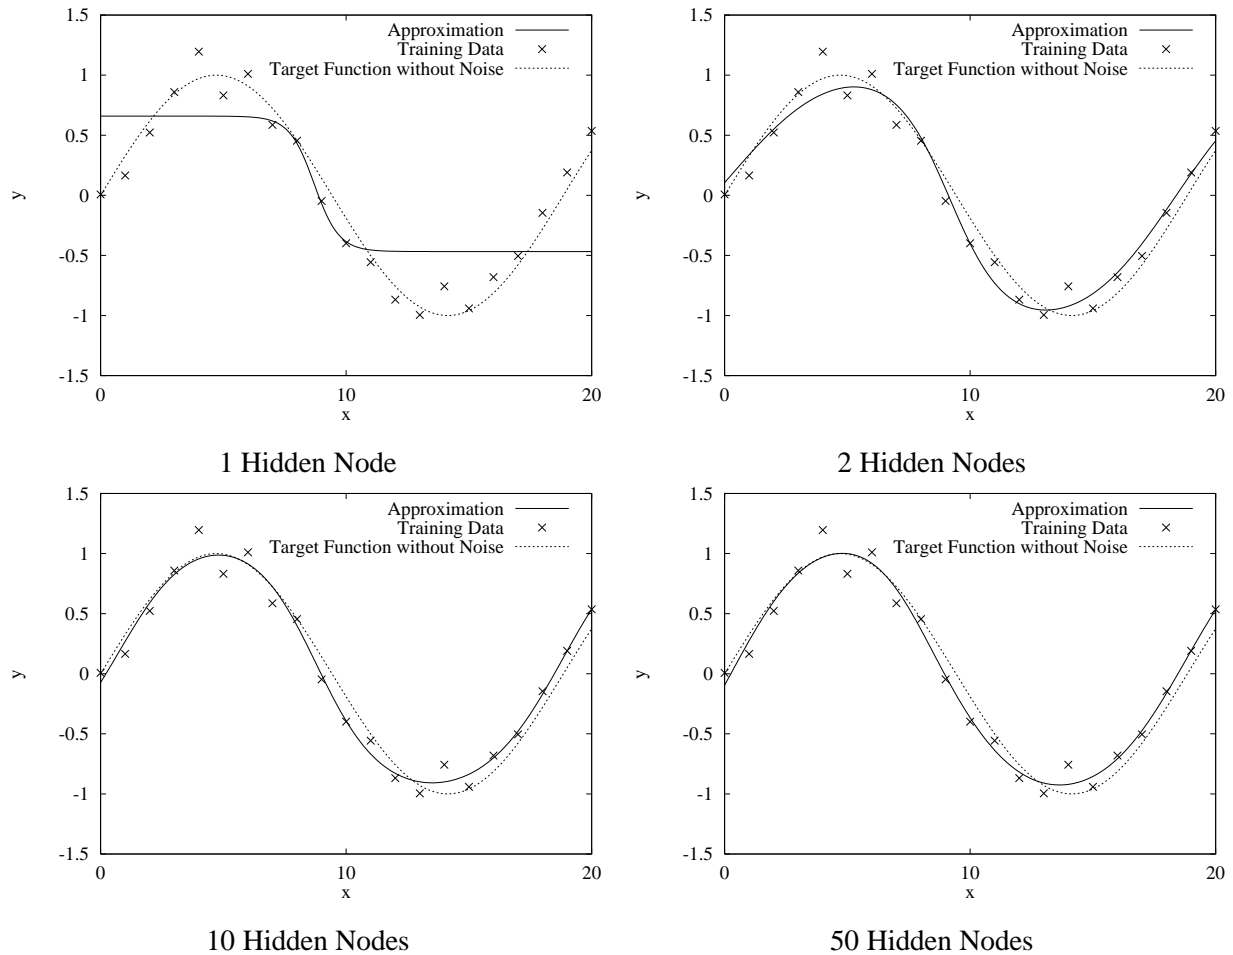 1.5
1
0.5
0
-0.5
-1
-1.5
0
10
20
y
x
Approximation
Training Data
Target Function without Noise
1 Hidden Node
1.5
1
0.5
0
-0.5
-1
-1.5
0
10
20
y
x
Approximation
Training Data
Target Function without Noise
2 Hidden Nodes
1.5
1
0.5
0
-0.5
-1
-1.5
0
10
20
y
x
Approximation
Training Data
Target Function without Noise
10 Hidden Nodes
1.5
1
0.5
0
-0.5
-1
-1.5
0
10
20
y
x
Approximation
Training Data
Target Function without Noise
50 Hidden Nodes